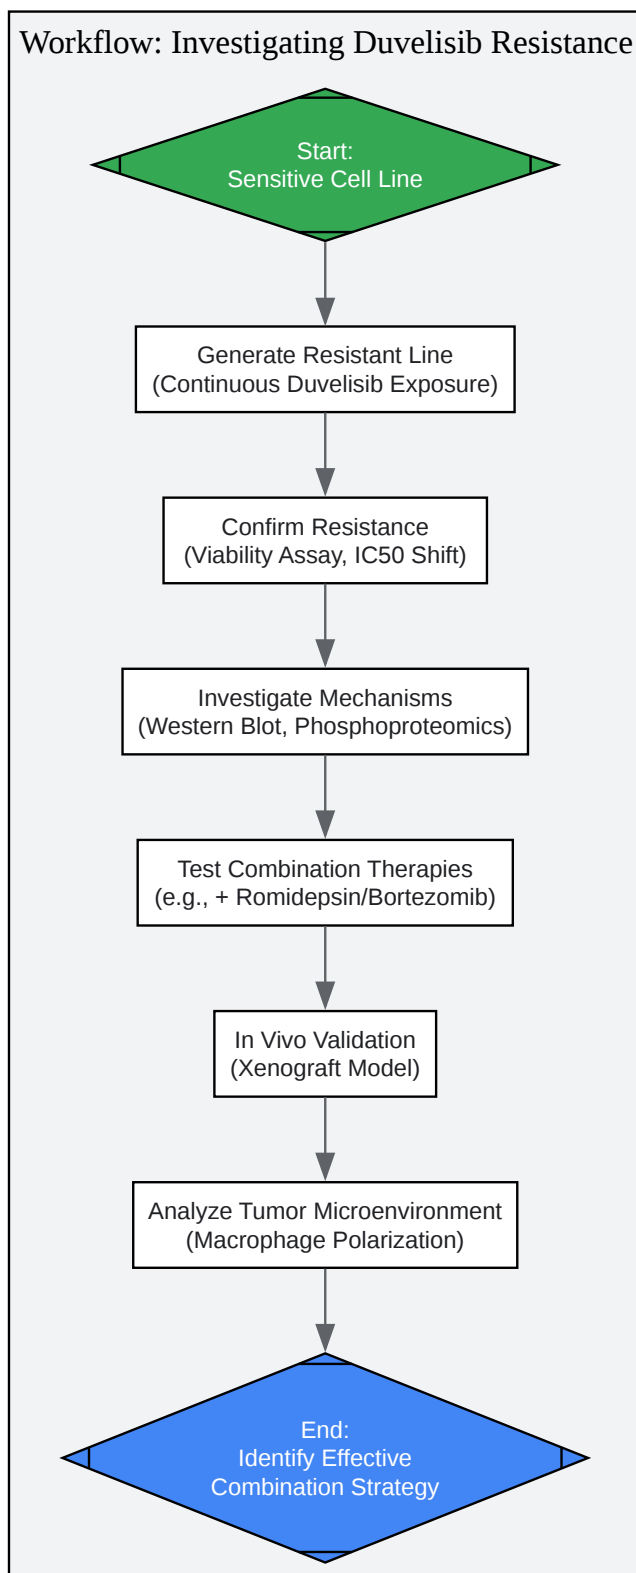 Workflow: Investigating Duvelisib Resistance
Start:
Sensitive Cell Line
Generate Resistant Line
(Continuous Duvelisib Exposure)
Confirm Resistance
(Viability Assay, IC50 Shift)
Investigate Mechanisms
(Western Blot, Phosphoproteomics)
Test Combination Therapies
(e.g., + Romidepsin/Bortezomib)
In Vivo Validation
(Xenograft Model)
Analyze Tumor Microenvironment
(Macrophage Polarization)
End:
Identify Effective
Combination Strategy